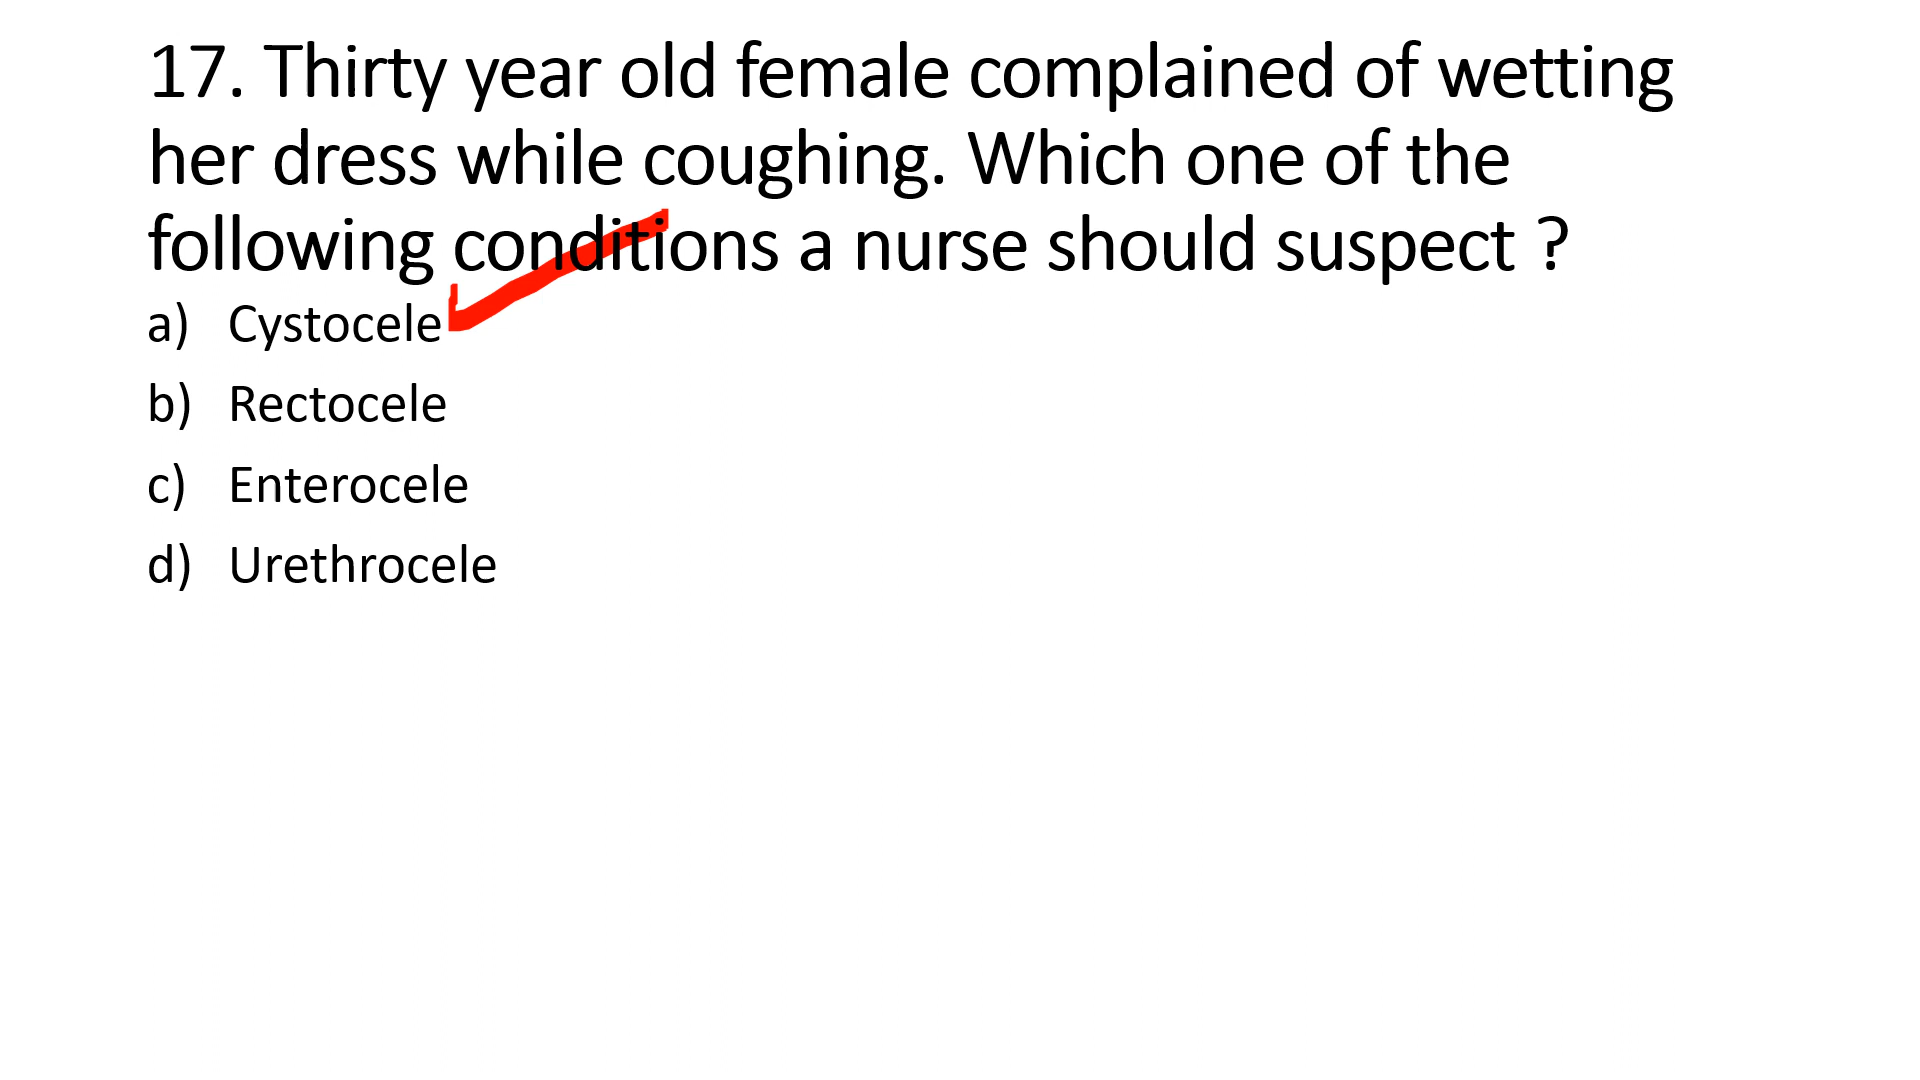 17. Thirty year old female complained of wetting
her dress while coughing. Which one of the
following conditions a nurse should suspect ?
a) Cystocele
b) Rectocele
c) Enterocele
d) Urethrocele